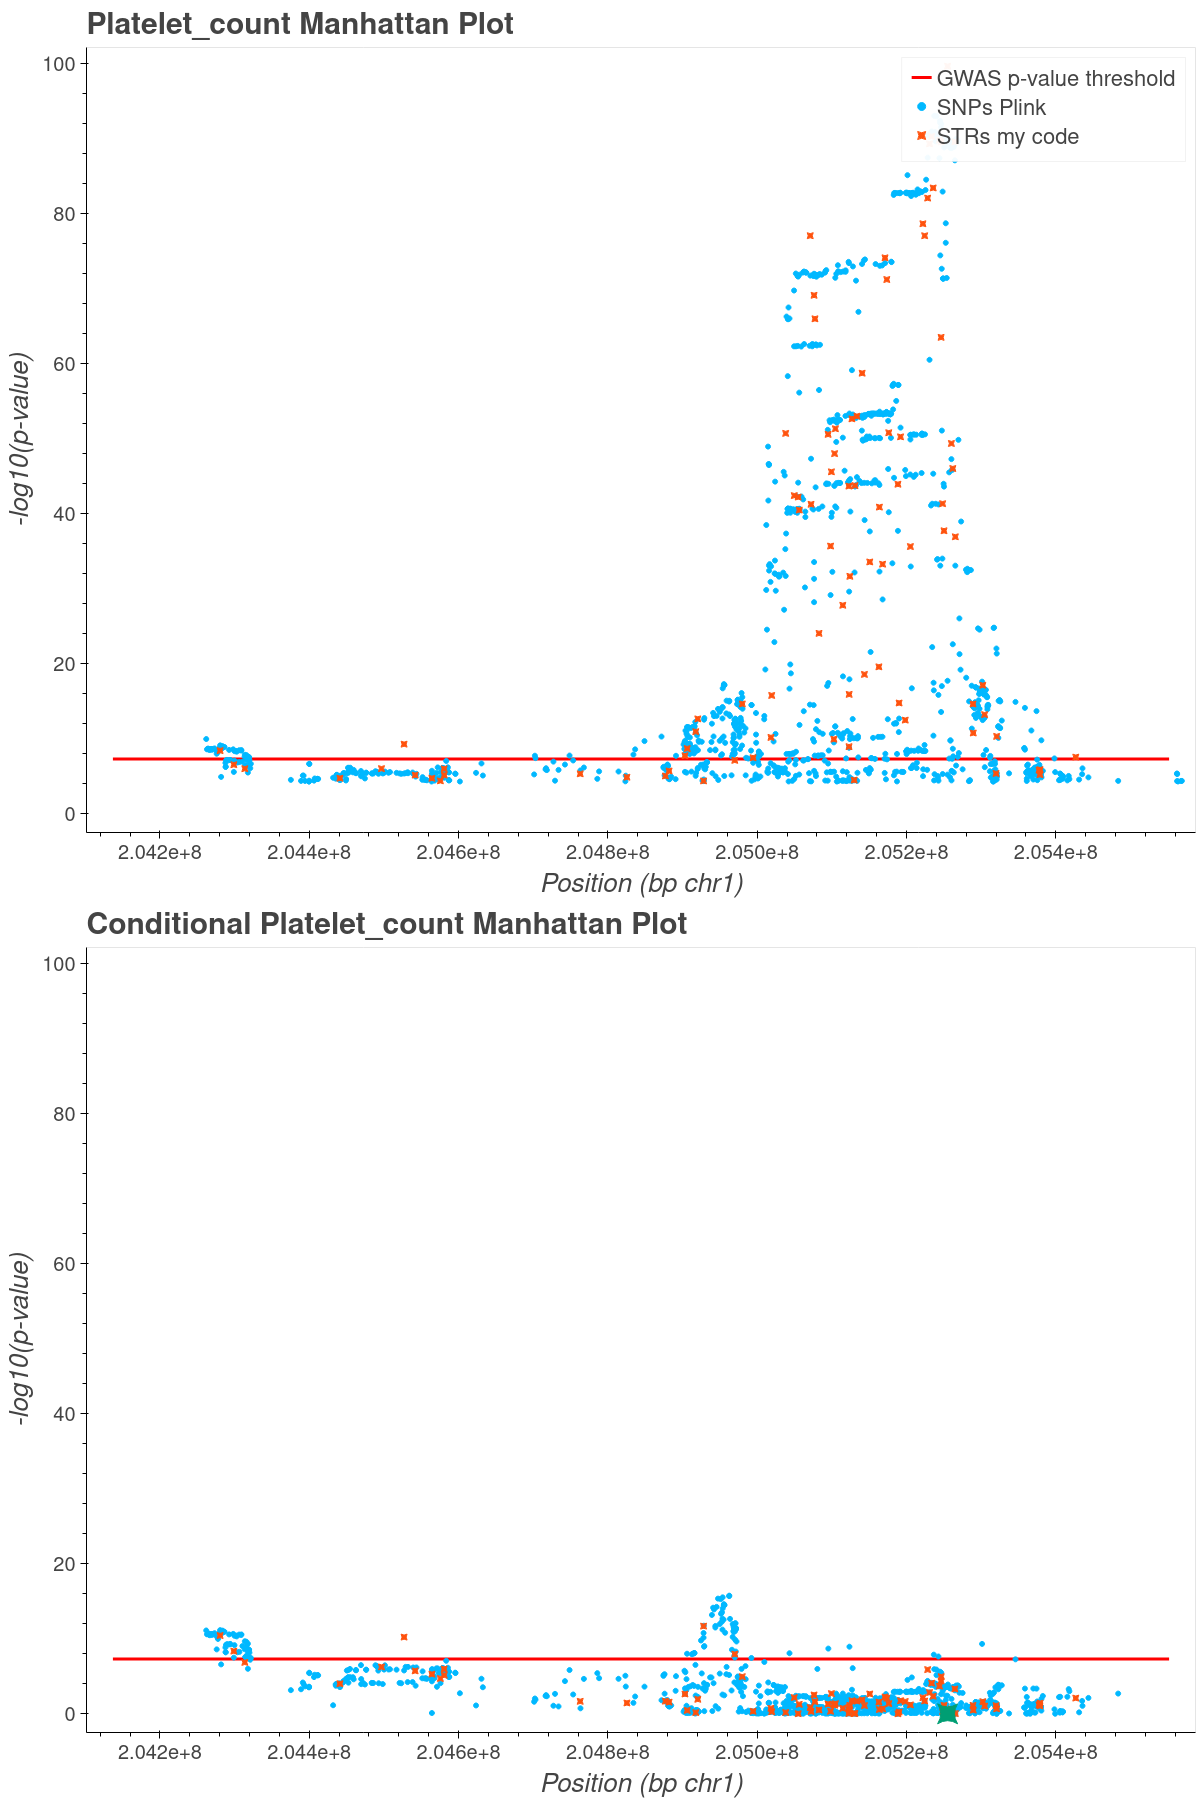 Platelet_count Manhattan Plot
GWAS p-value threshold
SNPs Plink
STRs my code
100
80
60
40
20
0
-log10(p-value)
2.042e+8 2.044e+8 2.046e+8 2.048e+8 2.050e+8 2.052e+8 2.054e+8
Position (bp chr1)
Conditional Platelet_count Manhattan Plot
100
80
60
40
20
0
-log10(p-value)
2.042e+8 2.044e+8 2.046e+8 2.048e+8 2.050e+8 2.052e+8 2.054e+8
Position (bp chr1)